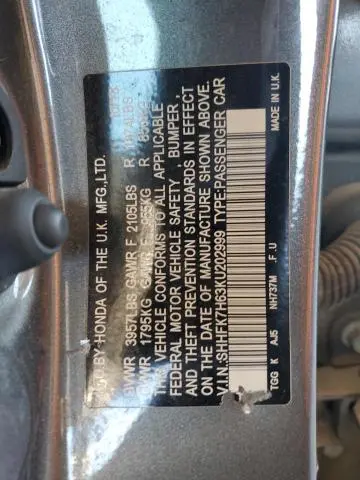 BY HONDA OF THE U.K. MFG.,LTD.
GVWR 3957LBS GAWR F 2105LBS R
GVWR 1795KG GAWR F 955KG R
THIS VEHICLE CONFORMS TO ALL APPLICABLE
FEDERAL MOTOR VEHICLE SAFETY , BUMPER ,
AND THEFT PREVENTION STANDARDS IN EFFECT
ON THE DATE OF MANUFACTURE SHOWN ABOVE.
V.I.N.:SHHFK7H63KU202999 TYPE:PASSENGER CAR
TGG K AJ5 NH737M .F.U MADE IN U.K.